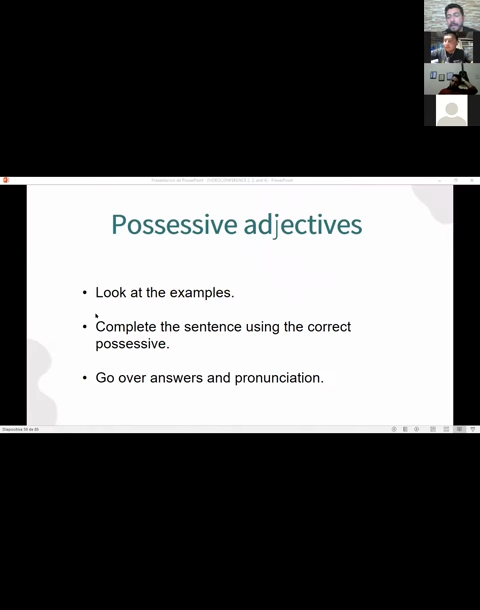 Possessive adjectives
• Look at the examples.
• Complete the sentence using the correct
possessive.
• Go over answers and pronunciation.